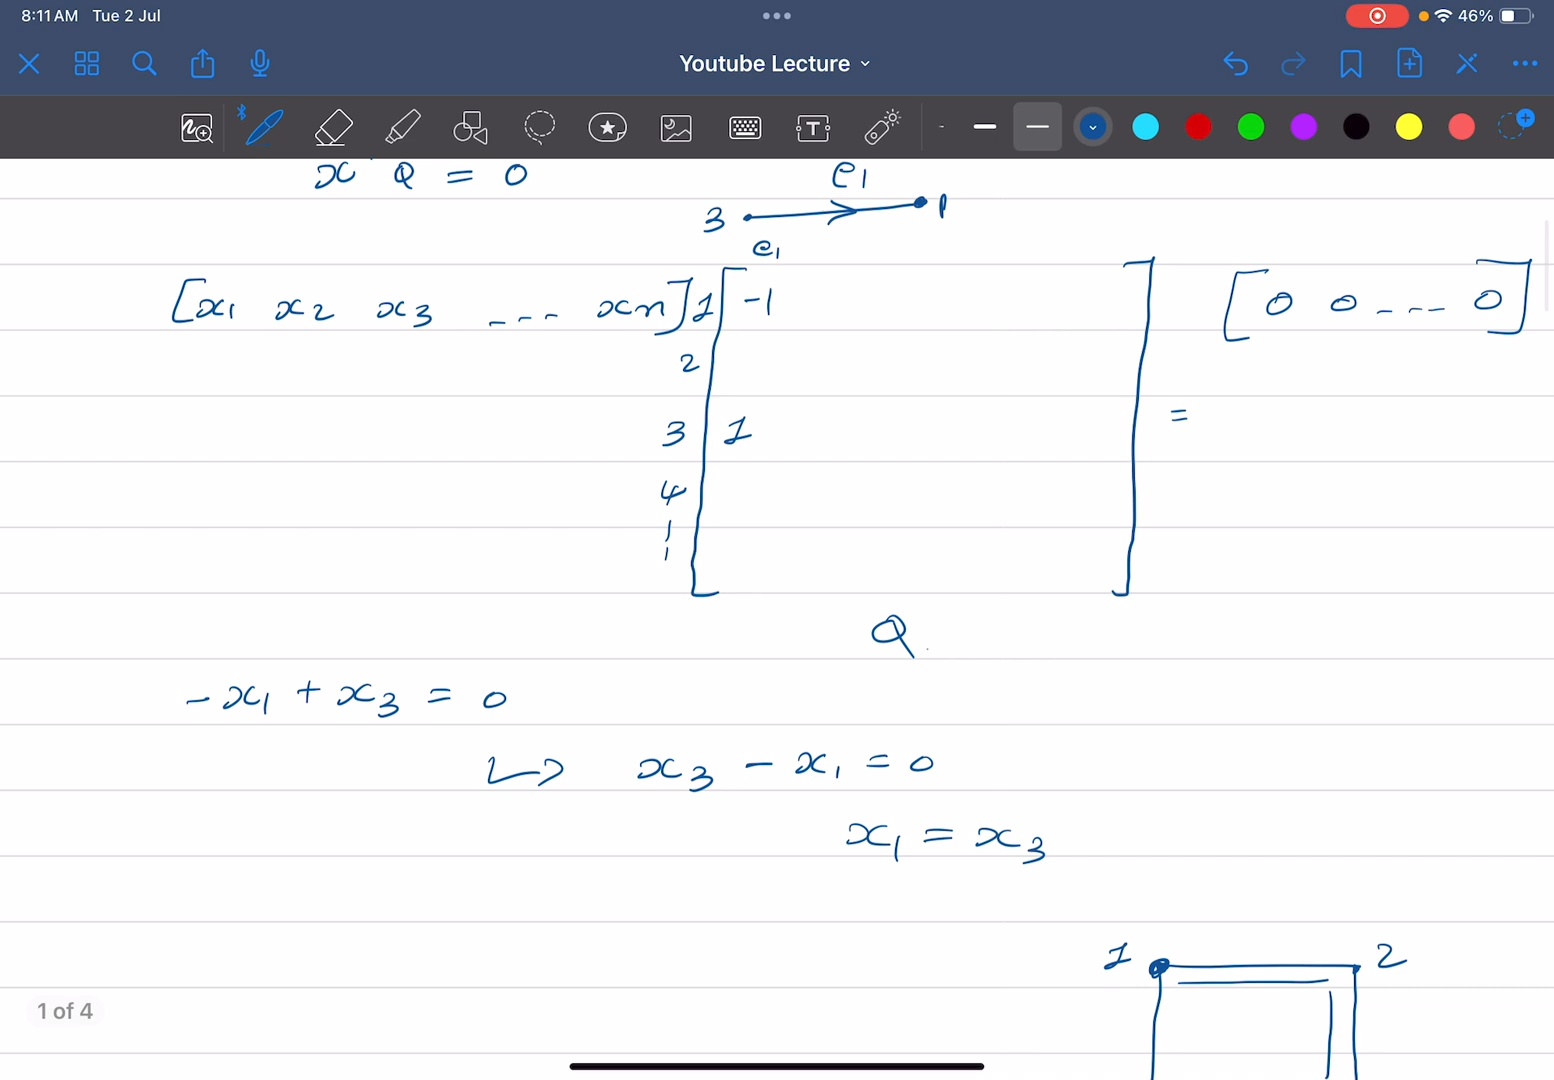 8:11 AM Tue 2 Jul
46%
Youtube Lecture
T
x' Q = 0
e1
3 1
e1
[x1 x2 x3 --- xn] 1 [ -1 ] [0 0 ... 0]
2
3 1 =
4
Q
-x1 + x3 = 0
↳ x3 - x1 = 0
x1 = x3
1 2
1 of 4